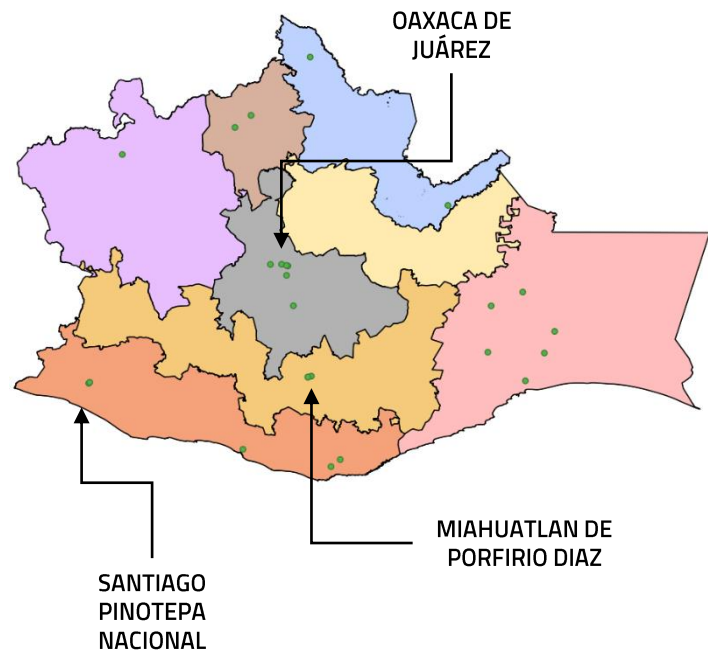 OAXACA DE
JUÁREZ
MIAHUATLAN DE
PORFIRIO DIAZ
SANTIAGO
PINOTEPA
NACIONAL